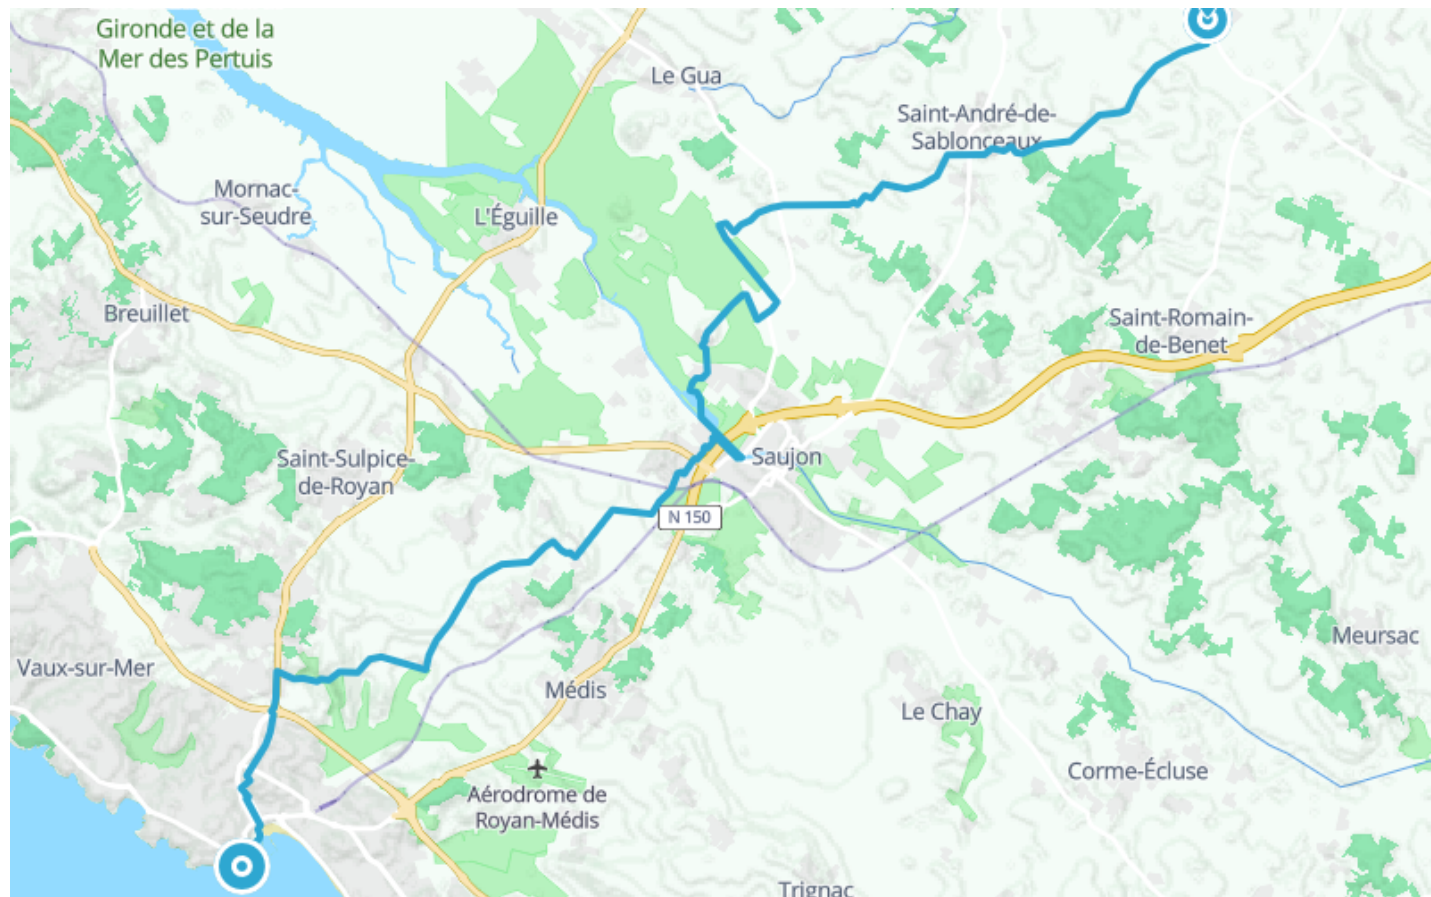 Gironde et de la
Mer des Pertuis
Le Gua
Saint-André-de-
Sablonceaux
Mornac-
sur-Seudre
L'Éguille
Breuillet
Saint-Romain-
de-Benet
Saint-Sulpice-
de-Royan
Saujon
N 150
Meursac
Vaux-sur-Mer
Médis
Le Chay
Corme-Écluse
Aérodrome de
Royan-Médis
Trignac